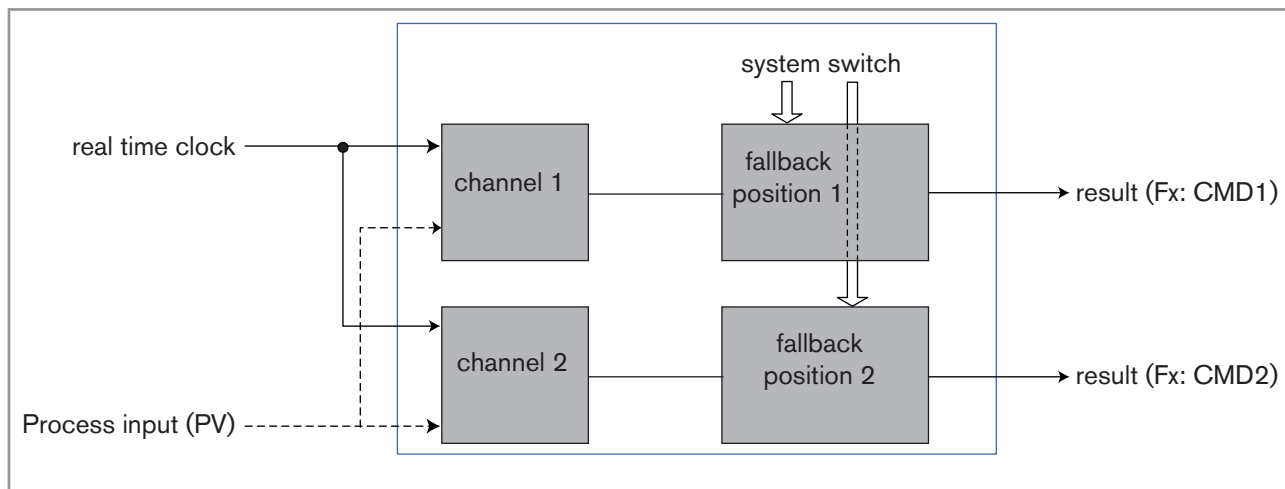 system switch
real time clock
channel 1
fallback
position 1
result (Fx: CMD1)
channel 2
fallback
position 2
result (Fx: CMD2)
Process input (PV)